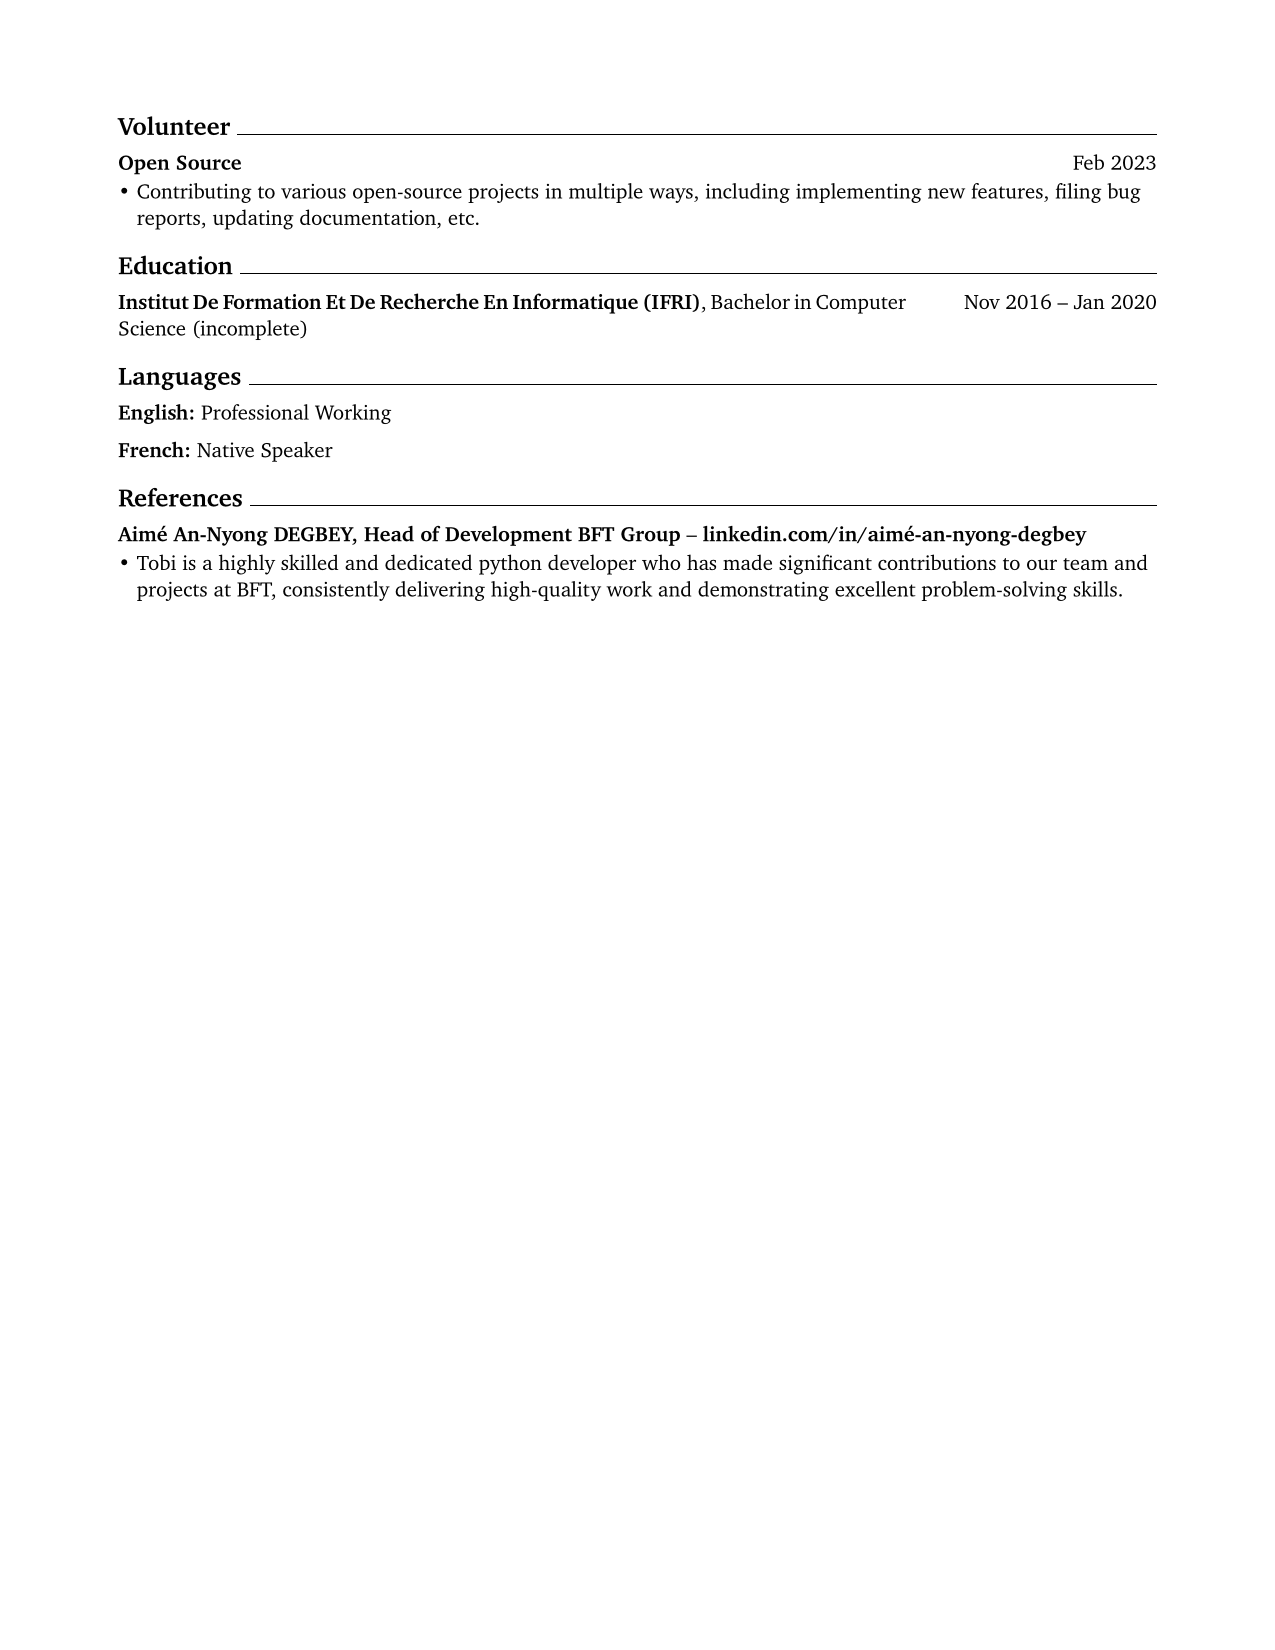 Volunteer
Open Source Feb 2023
• Contributing to various open-source projects in multiple ways, including implementing new features, filing bug
reports, updating documentation, etc.
Education
Institut De Formation Et De Recherche En Informatique (IFRI), Bachelor in Computer Nov 2016 – Jan 2020
Science (incomplete)
Languages
English: Professional Working
French: Native Speaker
References
Aimé An-Nyong DEGBEY, Head of Development BFT Group – linkedin.com/in/aimé-an-nyong-degbey
• Tobi is a highly skilled and dedicated python developer who has made significant contributions to our team and
projects at BFT, consistently delivering high-quality work and demonstrating excellent problem-solving skills.